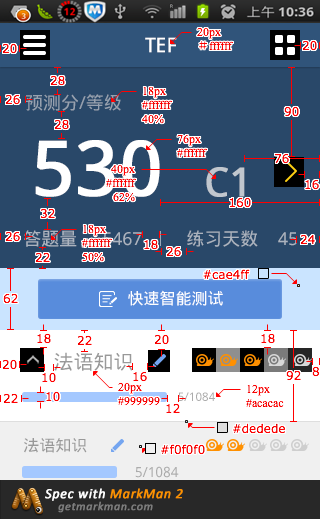 12 上午 10:36
20 TEF 20px #ffffff 20
28
26 预测分/等级 18px #ffffff 40%
28 90
530 76px #ffffff
C1 40px #ffffff 62% 76
32 160 16
26 答题量 467 18 练习天数 45 24
22 18px #ffffff 50% 26
#cae4ff
62 快速智能测试
18 22 20 18
20 法语知识 92
10 16
22 10 20px #999999 12 /1084 12px #acacac
#dedede
法语知识 #f0f0f0
5/1084
Spec with MarkMan 2
getmarkman.com